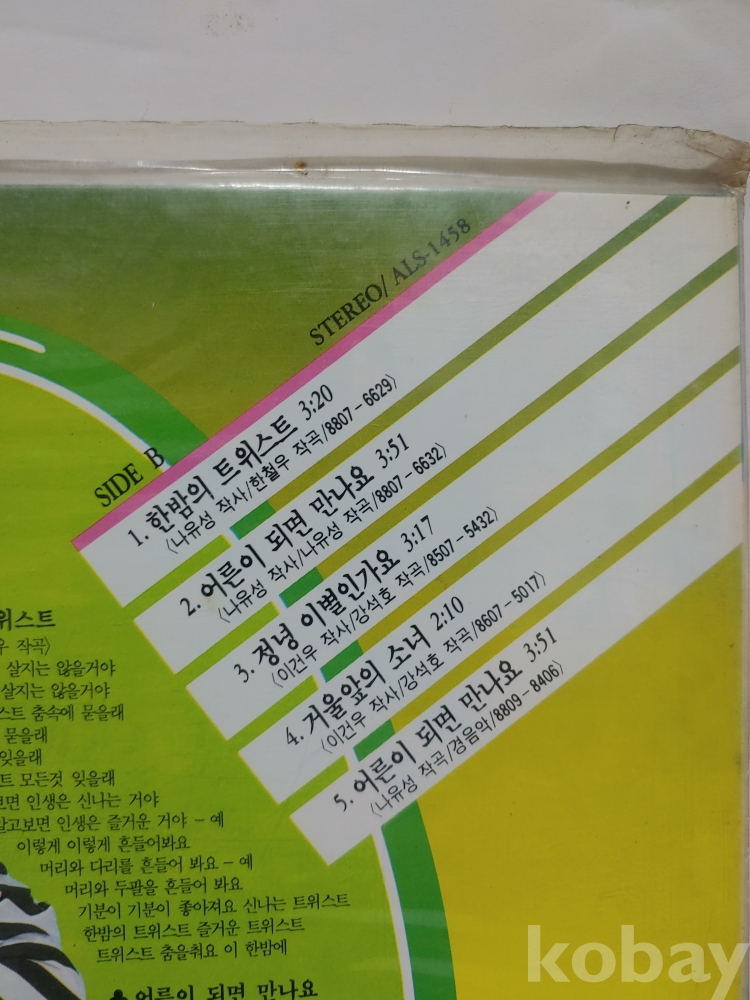 STEREO/ ALS-1458
SIDE B
1. 한밤의 트위스트 3:20
〈나유성 작사/한철우 작곡/8807-6629〉
2. 어른이 되면 만나요 3:51
〈나유성 작사/나유성 작곡/8807-6632〉
3. 정녕 이별인가요 3:17
〈이건우 작사/강석호 작곡/8507-5432〉
4. 거울앞의 소녀 2:10
〈이건우 작사/강석호 작곡/8607-5017〉
5. 어른이 되면 만나요 3:51
〈나유성 작곡/경음악/8809-8406〉
위스트
우 작곡〉
살지는 않을거야
살지는 않을거야
스트 춤속에 묻을래
묻을래
잊을래
트 모든것 잊을래
보면 인생은 신나는 거야
알고보면 인생은 즐거운 거야 – 예
이렇게 이렇게 흔들어봐요
머리와 다리를 흔들어 봐요 – 예
머리와 두팔을 흔들어 봐요
기분이 기분이 좋아져요 신나는 트위스트
한밤의 트위스트 즐거운 트위스트
트위스트 춤을춰요 이 한밤에
♣ 어른이 되면 만나요
kobay